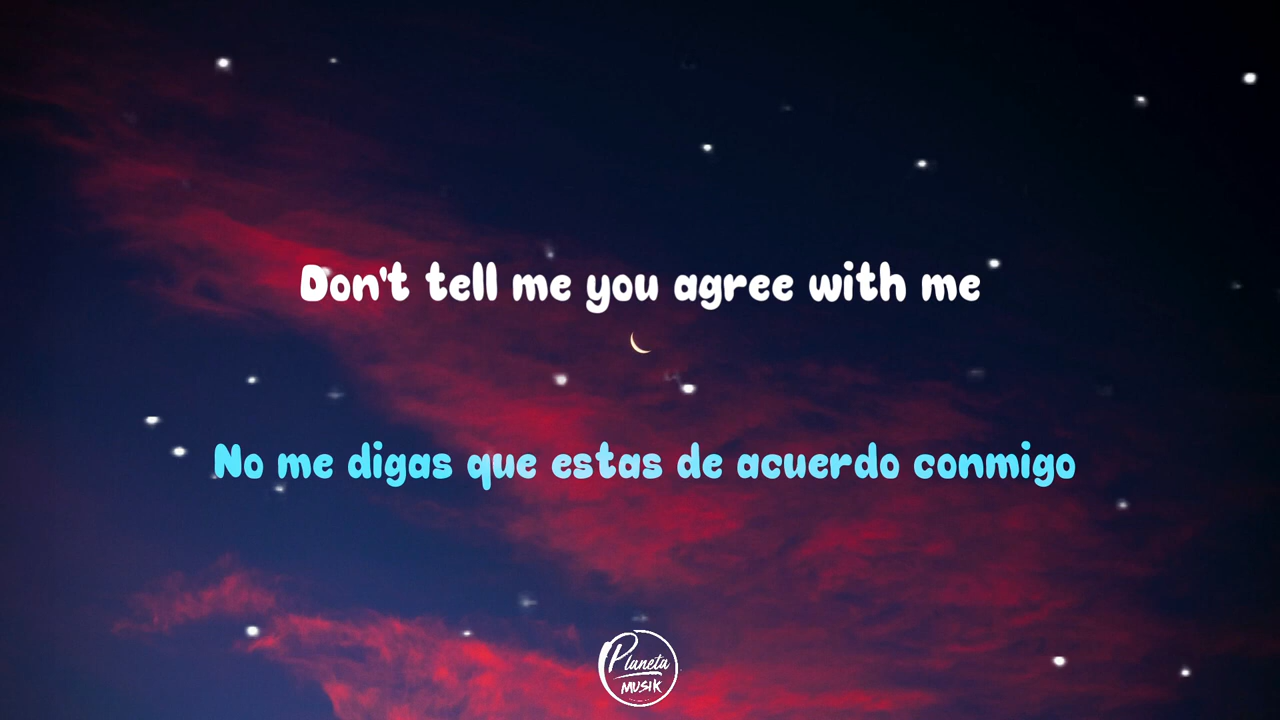 Don't tell me you agree with me
No me digas que estas de acuerdo conmigo
Planeta
MUSIK